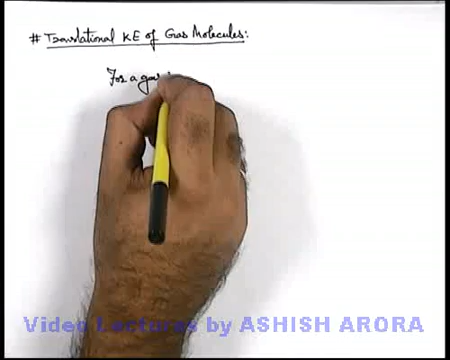 # Translational KE of Gas Molecules:
For a gas
Video Lectures by ASHISH ARORA